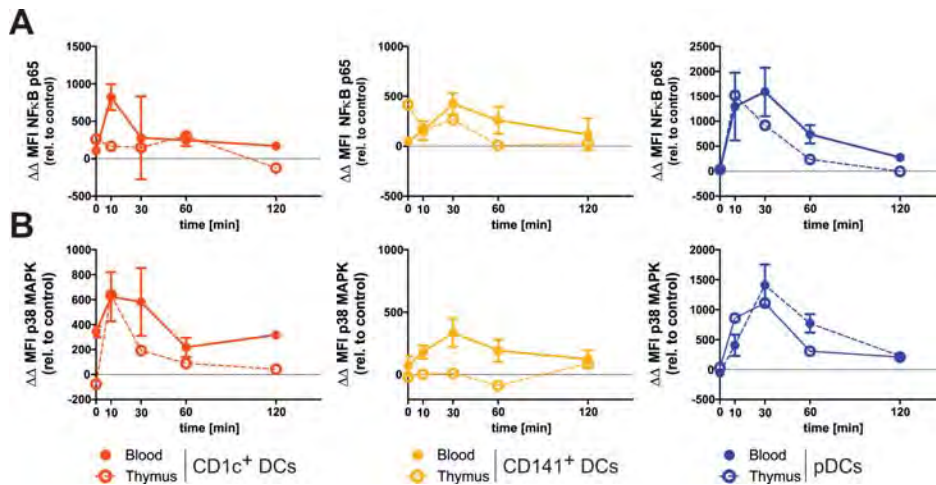 A
ΔΔ MFI NFκB p65
(rel. to control)
1500
1000
500
0
-500
0 10 30 60 120
time [min]
ΔΔ MFI NFκB p65
(rel. to control)
1000
500
0
-500
0 10 30 60 120
time [min]
ΔΔ MFI NFκB p65
(rel. to control)
2500
2000
1500
1000
500
0
-500
0 10 30 60 120
time [min]
B
ΔΔ MFI p38 MAPK
(rel. to control)
1000
800
600
400
200
0
-200
0 10 30 60 120
time [min]
ΔΔ MFI p38 MAPK
(rel. to control)
1000
500
0
-200
0 10 30 60 120
time [min]
ΔΔ MFI p38 MAPK
(rel. to control)
2000
1500
1000
500
0
-500
0 10 30 60 120
time [min]
Blood
Thymus
CD1c+ DCs
Blood
Thymus
CD141+ DCs
Blood
Thymus
pDCs